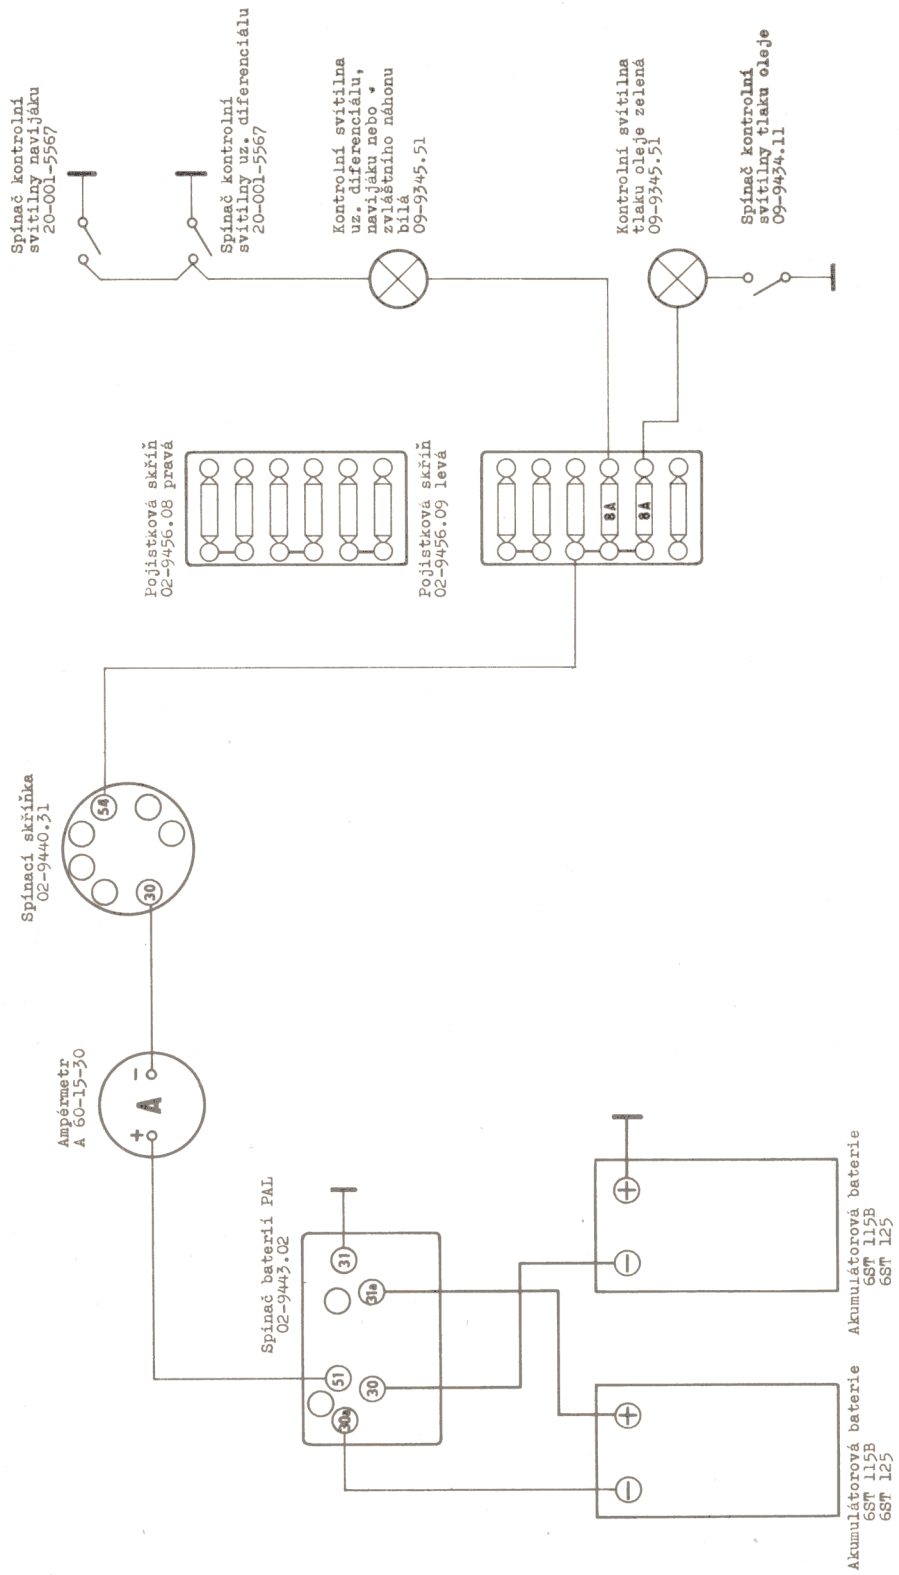 Spínač kontrolní
svítilny navijáku
20-001-5567
Spínač kontrolní
svítilny uz. diferenciálu
20-001-5567
Kontrolní svítilna
uz. diferenciálu,
navijáku nebo
zvláštního náhonu
bílá
09-9345.51
Kontrolní svítilna
tlaku oleje zelená
09-9345.51
Spínač kontrolní
svítilny tlaku oleje
09-9434.11
Pojistková skříň
02-9456.08 pravá
Pojistková skříň
02-9456.09 levá
8A
8A
Spínací skříňka
02-9440.31
54
30
Ampérmetr
A 60-15-30
+
A
−
Spínač baterií PAL
02-9443.02
31
31a
51
30
30a
−
+
Akumulátorová baterie
6ST 115B
6ST 125
−
+
Akumulátorová baterie
6ST 115B
6ST 125